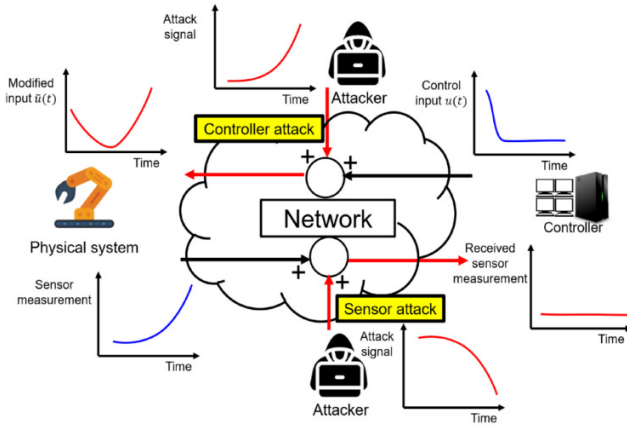 Attack
signal
Time
Attacker
Modified
input ũ(t)
Time
Control
input u(t)
Time
Controller attack
+
+
Network
Physical system
Controller
Sensor
measurement
Time
+
+
Received
sensor
measurement
Time
Sensor attack
Attack
signal
Time
Attacker